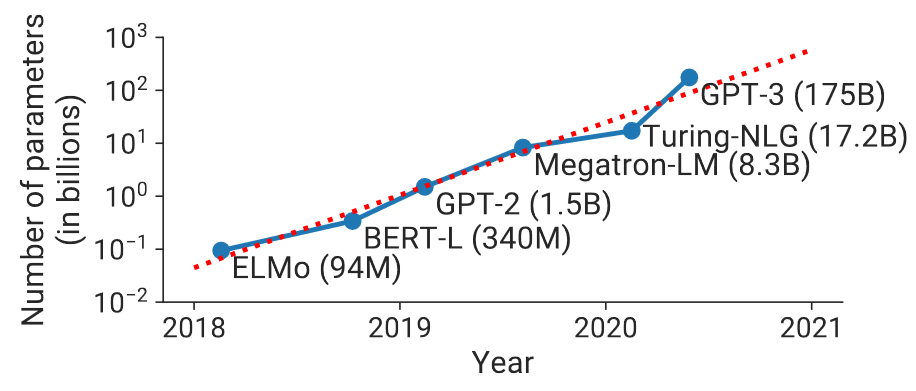 Number of parameters
(in billions)
10³
10²
10¹
10⁰
10⁻¹
10⁻²
GPT-3 (175B)
Turing-NLG (17.2B)
Megatron-LM (8.3B)
GPT-2 (1.5B)
BERT-L (340M)
ELMo (94M)
2018 2019 2020 2021
Year